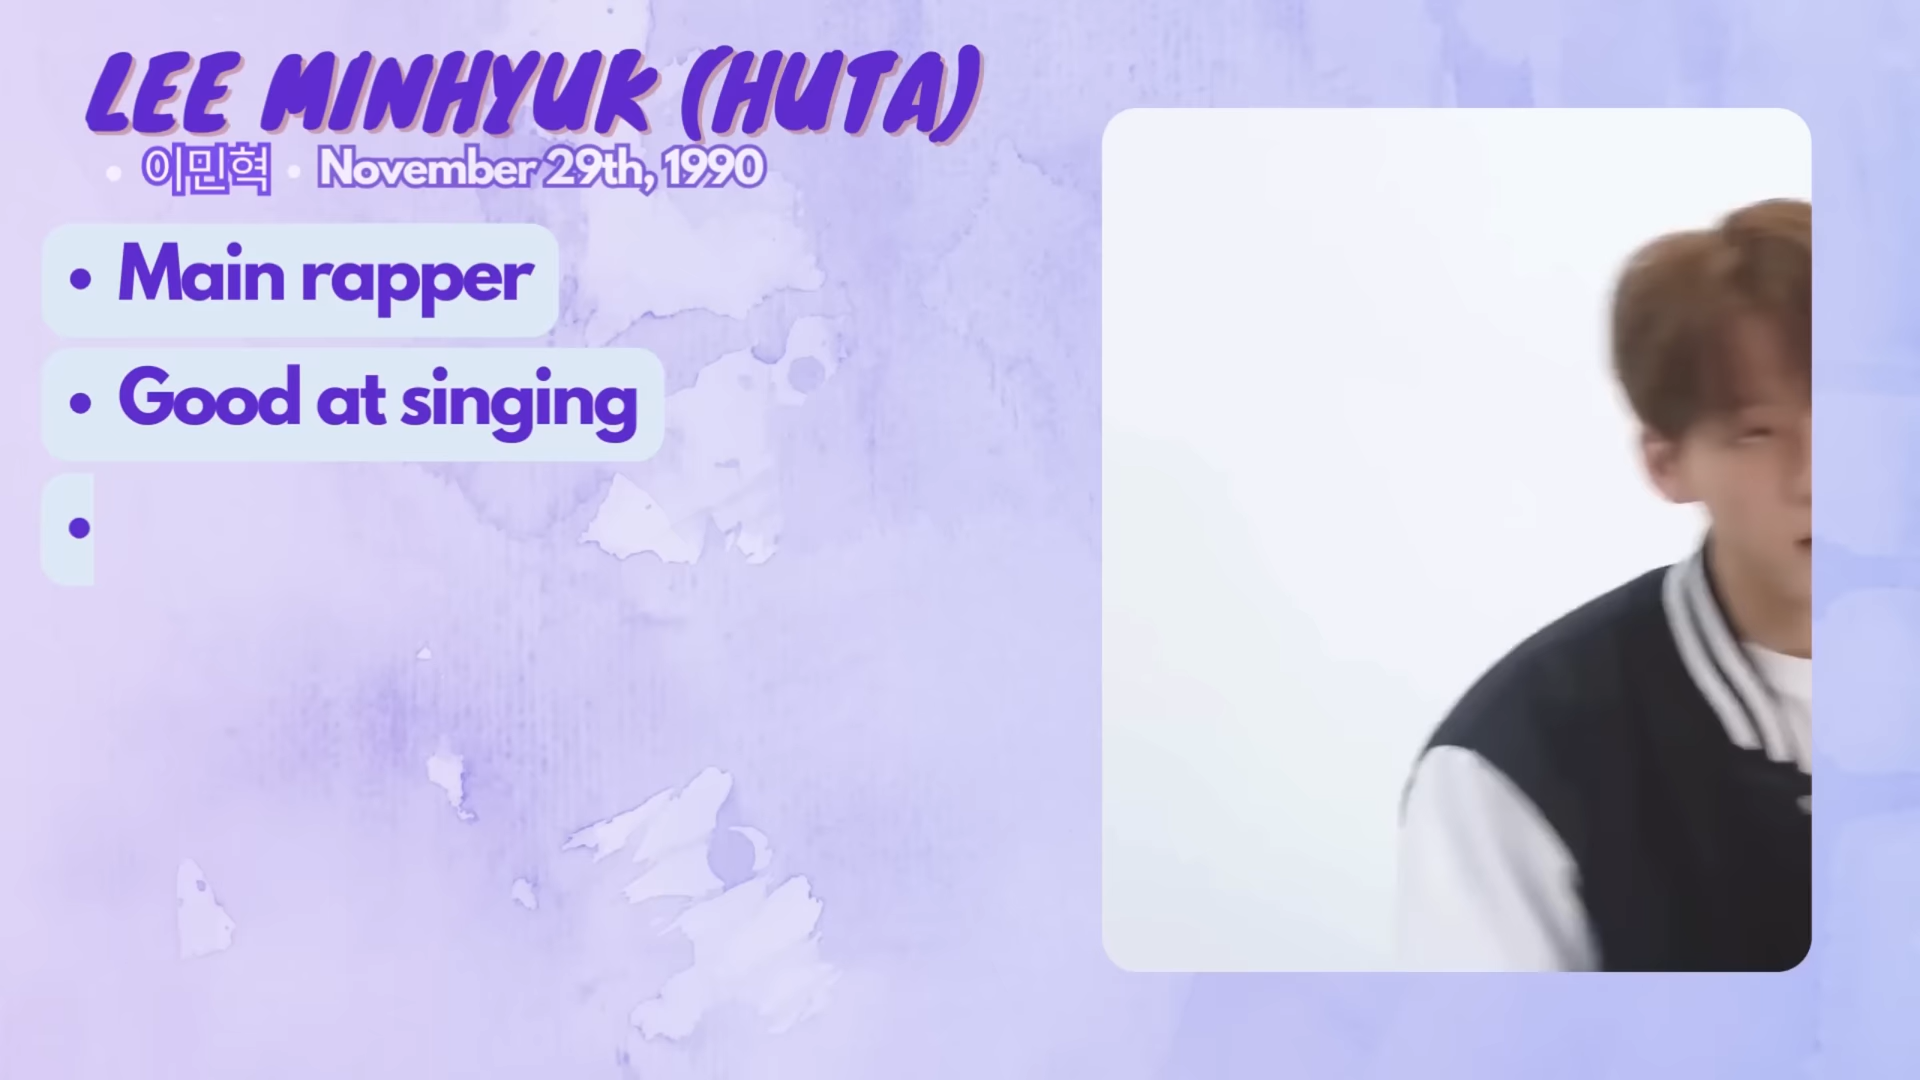 LEE MINHYUK (HUTA)
• 이민혁 • November 29th, 1990
• Main rapper
• Good at singing
•